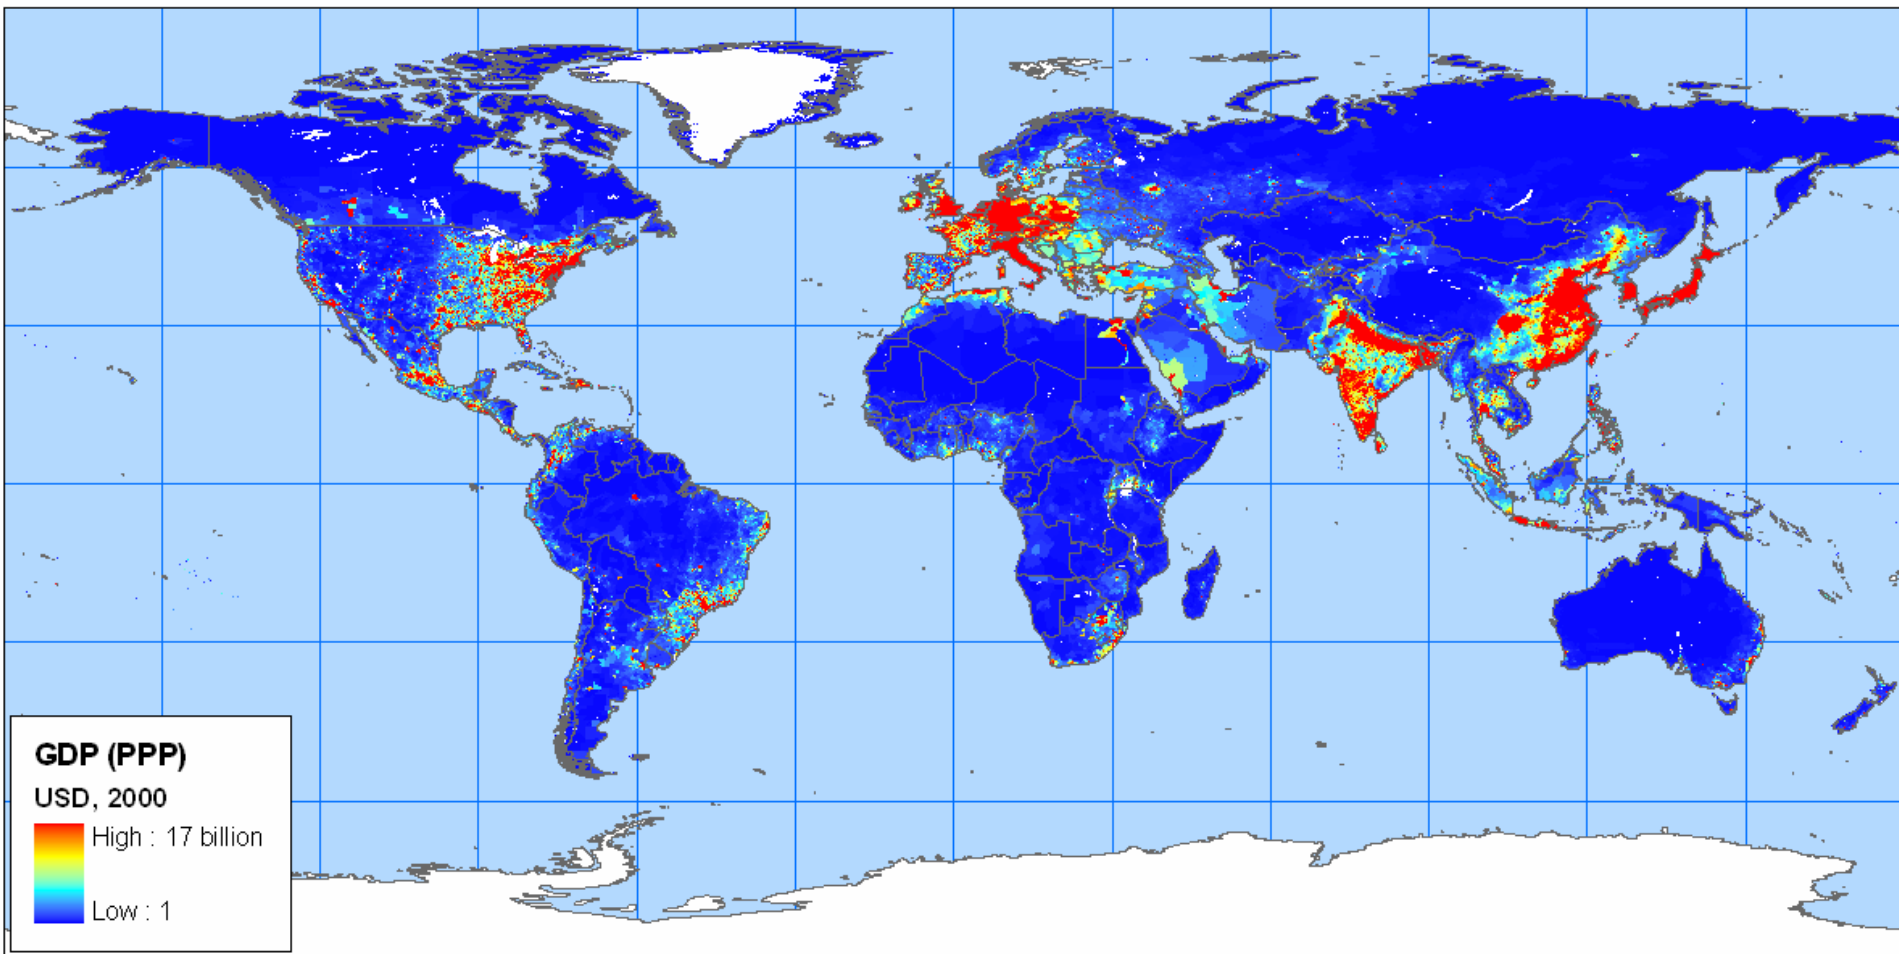 GDP (PPP)
USD, 2000
High : 17 billion
Low : 1